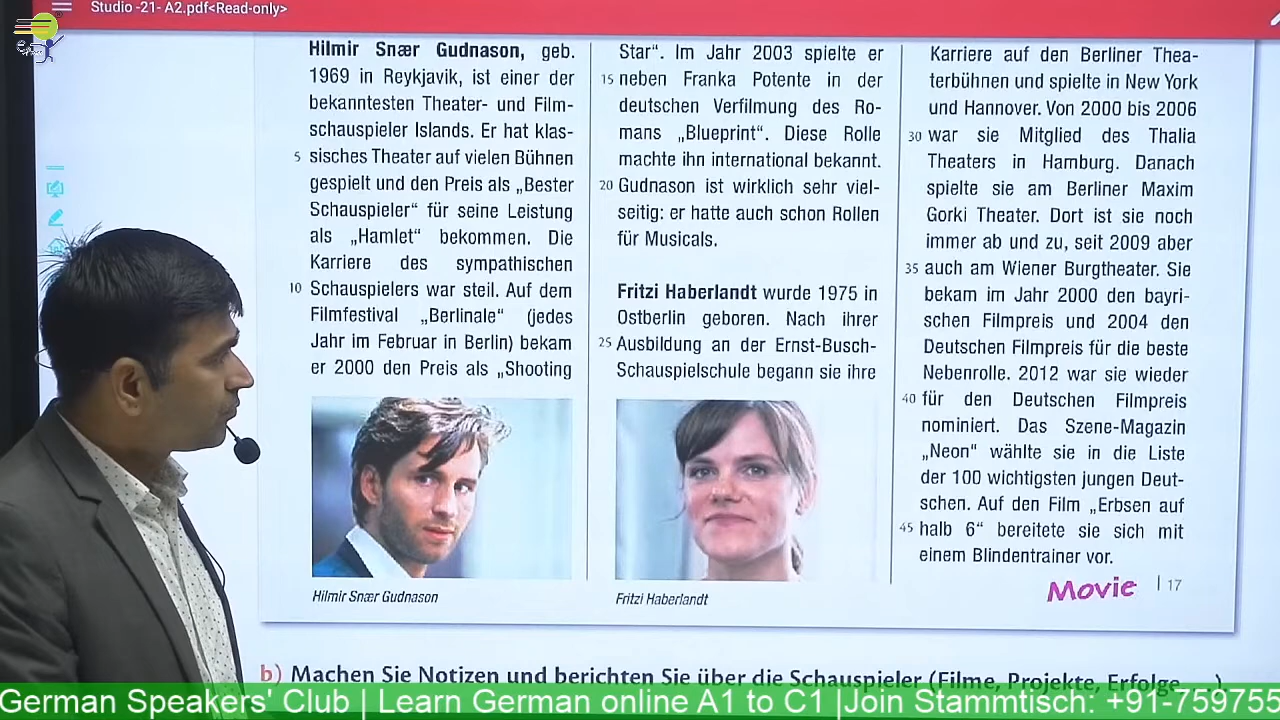 Studio -21- A2.pdf<Read-only>
Hilmir Snær Gudnason, geb.
1969 in Reykjavik, ist einer der
bekanntesten Theater- und Film-
schauspieler Islands. Er hat klas-
5 sisches Theater auf vielen Bühnen
gespielt und den Preis als „Bester
Schauspieler“ für seine Leistung
als „Hamlet“ bekommen. Die
Karriere des sympathischen
10 Schauspielers war steil. Auf dem
Filmfestival „Berlinale“ (jedes
Jahr im Februar in Berlin) bekam
er 2000 den Preis als „Shooting
Star“. Im Jahr 2003 spielte er
15 neben Franka Potente in der
deutschen Verfilmung des Ro-
mans „Blueprint“. Diese Rolle
machte ihn international bekannt.
20 Gudnason ist wirklich sehr viel-
seitig: er hatte auch schon Rollen
für Musicals.
Fritzi Haberlandt wurde 1975 in
Ostberlin geboren. Nach ihrer
25 Ausbildung an der Ernst-Busch-
Schauspielschule begann sie ihre
Karriere auf den Berliner Thea-
terbühnen und spielte in New York
und Hannover. Von 2000 bis 2006
30 war sie Mitglied des Thalia
Theaters in Hamburg. Danach
spielte sie am Berliner Maxim
Gorki Theater. Dort ist sie noch
immer ab und zu, seit 2009 aber
35 auch am Wiener Burgtheater. Sie
bekam im Jahr 2000 den bayri-
schen Filmpreis und 2004 den
Deutschen Filmpreis für die beste
Nebenrolle. 2012 war sie wieder
40 für den Deutschen Filmpreis
nominiert. Das Szene-Magazin
„Neon“ wählte sie in die Liste
der 100 wichtigsten jungen Deut-
schen. Auf den Film „Erbsen auf
45 halb 6“ bereitete sie sich mit
einem Blindentrainer vor.
Hilmir Snær Gudnason
Fritzi Haberlandt
Movie | 17
b) Machen Sie Notizen und berichten Sie über die Schauspieler (Filme, Projekte, Erfolge, ...).
German Speakers' Club | Learn German online A1 to C1 |Join Stammtisch: +91-759755